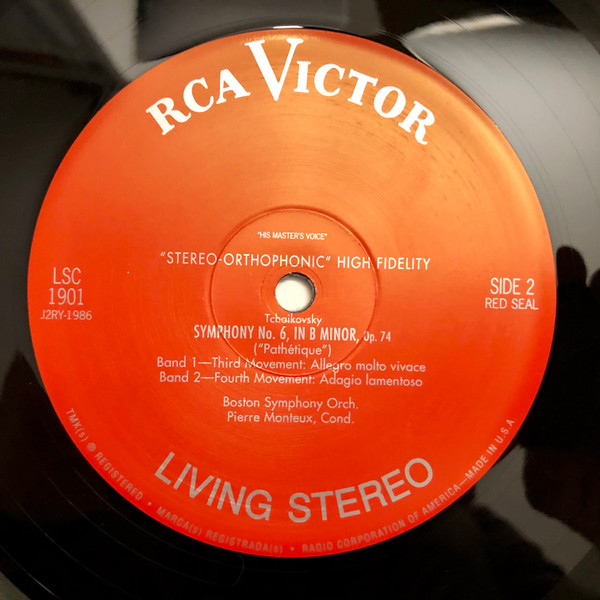 RCA VICTOR
"HIS MASTER'S VOICE"
"STEREO-ORTHOPHONIC" HIGH FIDELITY
LSC
1901
J2RY-1986
SIDE 2
RED SEAL
Tchaikovsky
SYMPHONY No. 6, IN B MINOR, Op. 74
("Pathétique")
Band 1—Third Movement: Allegro molto vivace
Band 2—Fourth Movement: Adagio lamentoso
Boston Symphony Orch.
Pierre Monteux, Cond.
LIVING STEREO
TMK(s) ® REGISTERED • MARCA(s) REGISTRADA(s) • RADIO CORPORATION OF AMERICA—MADE IN U.S.A